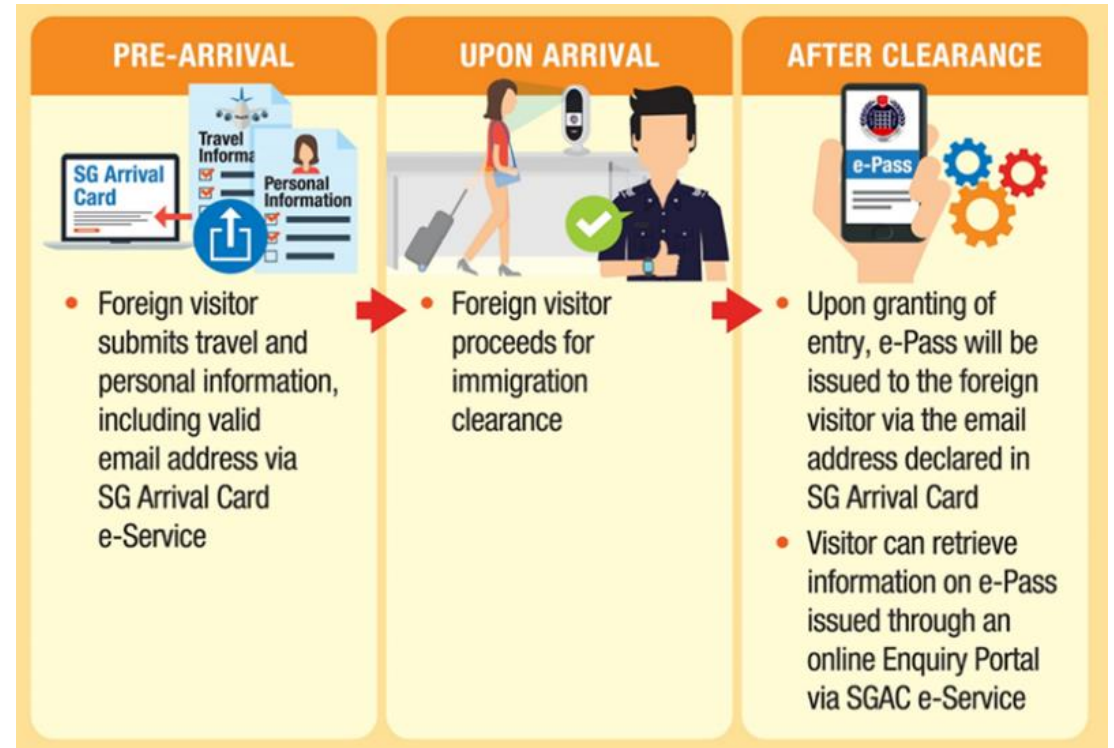 PRE-ARRIVAL
Travel
Informa
Personal
Information
SG Arrival
Card
• Foreign visitor
submits travel and
personal information,
including valid
email address via
SG Arrival Card
e-Service
UPON ARRIVAL
• Foreign visitor
proceeds for
immigration
clearance
AFTER CLEARANCE
e-Pass
• Upon granting of
entry, e-Pass will be
issued to the foreign
visitor via the email
address declared in
SG Arrival Card
• Visitor can retrieve
information on e-Pass
issued through an
online Enquiry Portal
via SGAC e-Service